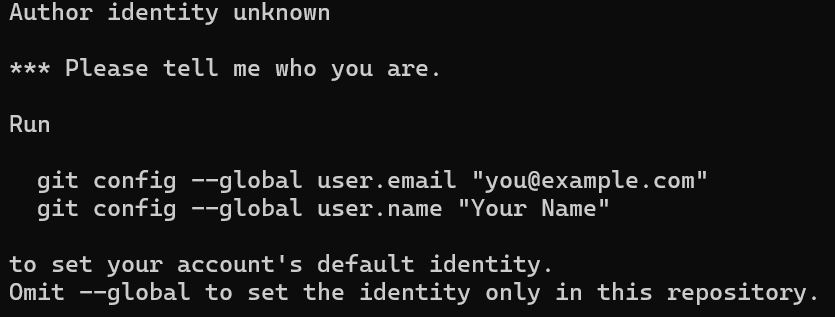 Author identity unknown
*** Please tell me who you are.
Run
git config --global user.email "you@example.com"
git config --global user.name "Your Name"
to set your account's default identity.
Omit --global to set the identity only in this repository.